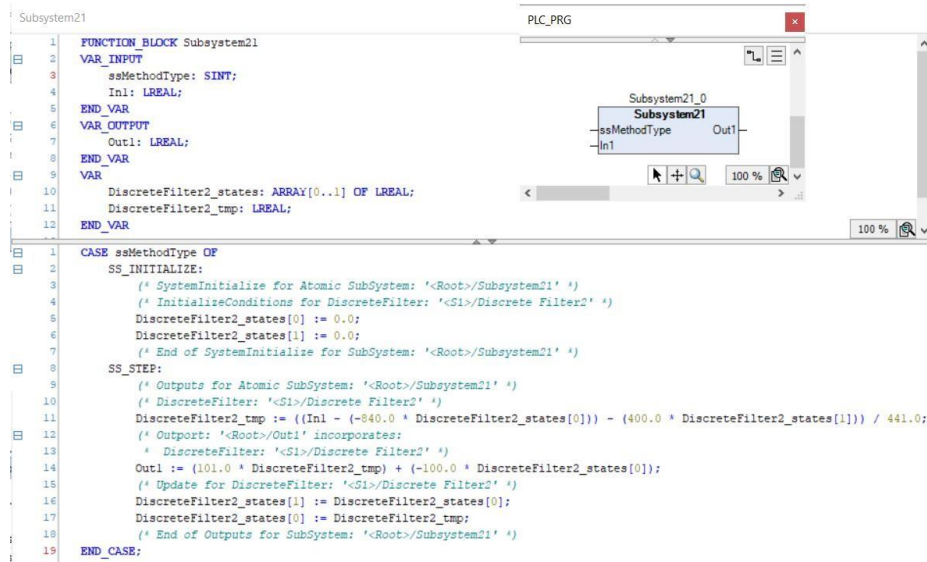 Subsystem21
1 FUNCTION_BLOCK Subsystem21
2 VAR_INPUT
3 ssMethodType: SINT;
4 In1: LREAL;
5 END_VAR
6 VAR_OUTPUT
7 Out1: LREAL;
8 END_VAR
9 VAR
10 DiscreteFilter2_states: ARRAY[0..1] OF LREAL;
11 DiscreteFilter2_tmp: LREAL;
12 END_VAR
100 %
PLC_PRG
Subsystem21_0
Subsystem21
ssMethodType Out1
In1
100 %
1 CASE ssMethodType OF
2 SS_INITIALIZE:
3 (* SystemInitialize for Atomic SubSystem: '<Root>/Subsystem21' *)
4 (* InitializeConditions for DiscreteFilter: '<S1>/Discrete Filter2' *)
5 DiscreteFilter2_states[0] := 0.0;
6 DiscreteFilter2_states[1] := 0.0;
7 (* End of SystemInitialize for SubSystem: '<Root>/Subsystem21' *)
8 SS_STEP:
9 (* Outputs for Atomic SubSystem: '<Root>/Subsystem21' *)
10 (* DiscreteFilter: '<S1>/Discrete Filter2' *)
11 DiscreteFilter2_tmp := ((In1 - (-840.0 * DiscreteFilter2_states[0])) - (400.0 * DiscreteFilter2_states[1])) / 441.0;
12 (* Outport: '<Root>/Out1' incorporates:
13 * DiscreteFilter: '<S1>/Discrete Filter2' *)
14 Out1 := (101.0 * DiscreteFilter2_tmp) + (-100.0 * DiscreteFilter2_states[0]);
15 (* Update for DiscreteFilter: '<S1>/Discrete Filter2' *)
16 DiscreteFilter2_states[1] := DiscreteFilter2_states[0];
17 DiscreteFilter2_states[0] := DiscreteFilter2_tmp;
18 (* End of Outputs for SubSystem: '<Root>/Subsystem21' *)
19 END_CASE;